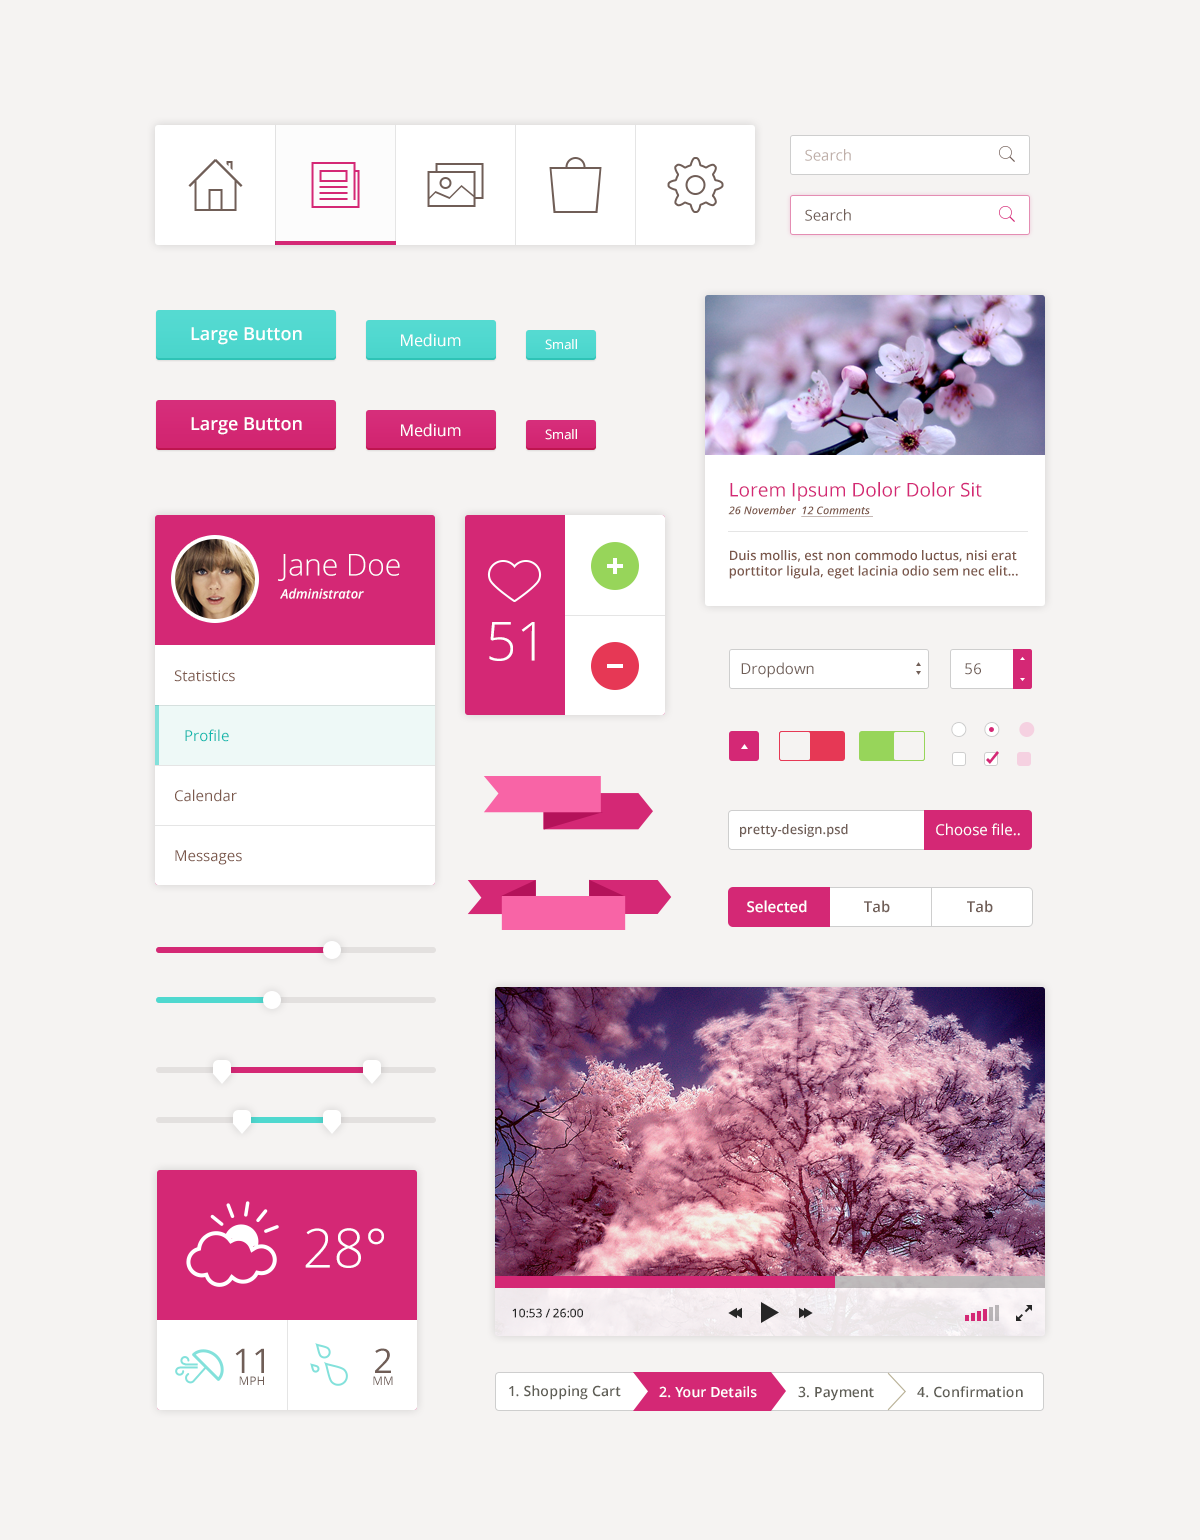 Search
Search
Large Button
Medium
Small
Large Button
Medium
Small
Lorem Ipsum Dolor Dolor Sit
26 November 12 Comments
Duis mollis, est non commodo luctus, nisi erat
porttitor ligula, eget lacinia odio sem nec elit...
Jane Doe
Administrator
Statistics
Profile
Calendar
Messages
51
Dropdown
56
pretty-design.psd
Choose file..
Selected
Tab
Tab
28°
11
MPH
2
MM
10:53 / 26:00
1. Shopping Cart
2. Your Details
3. Payment
4. Confirmation